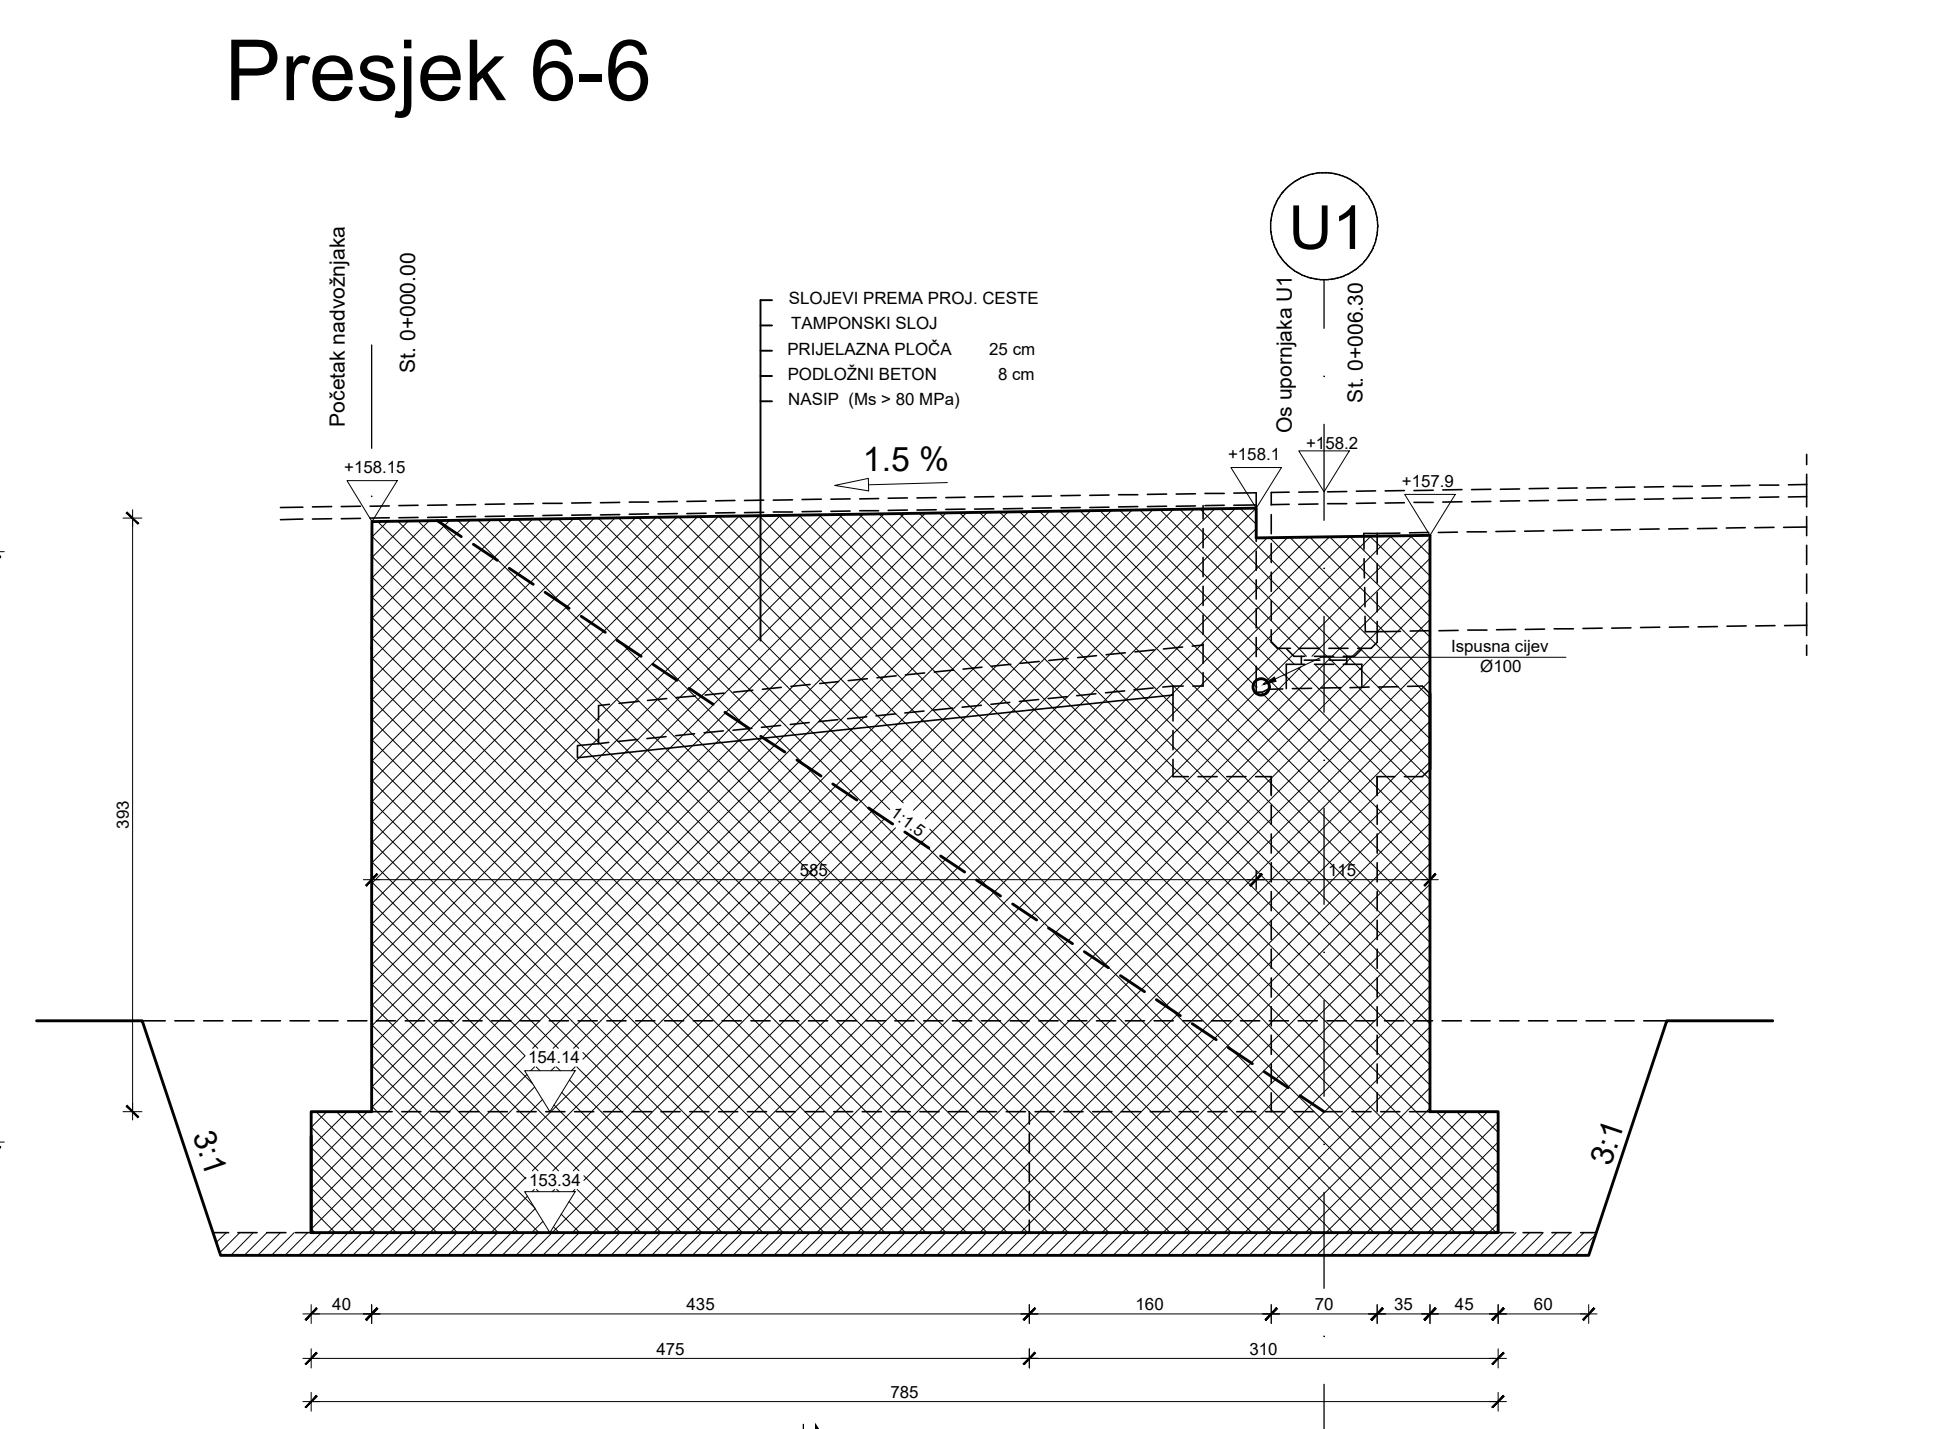 Presjek 6-6
U1
Početak nadvožnjaka
St. 0+000.00
Os upornjaka U1
St. 0+006.30
SLOJEVI PREMA PROJ. CESTE
TAMPONSKI SLOJ
PRIJELAZNA PLOČA 25 cm
PODLOŽNI BETON 8 cm
NASIP (Ms > 80 MPa)
1.5 %
+158.15
+158.1
+158.2
+157.9
Ispusna cijev
Ø100
393
1:1.5
585
115
154.14
153.34
3:1
3:1
40 435 160 70 35 45 60
475 310
785